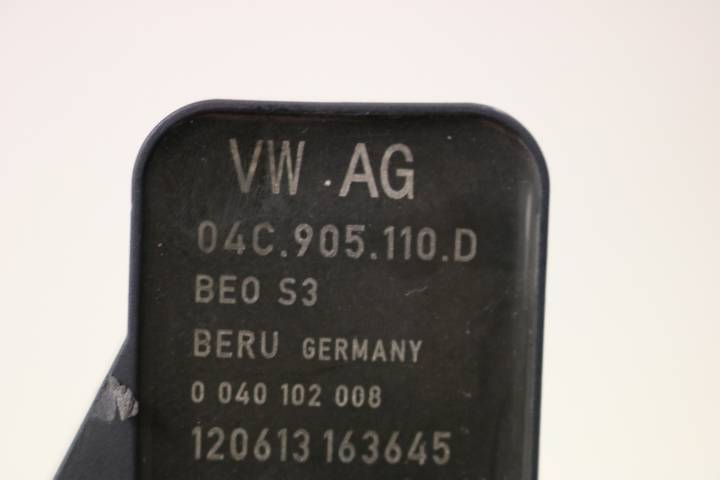 VW AG
04C.905.110.D
BEO S3
BERU GERMANY
0 040 102 008
120613 163645